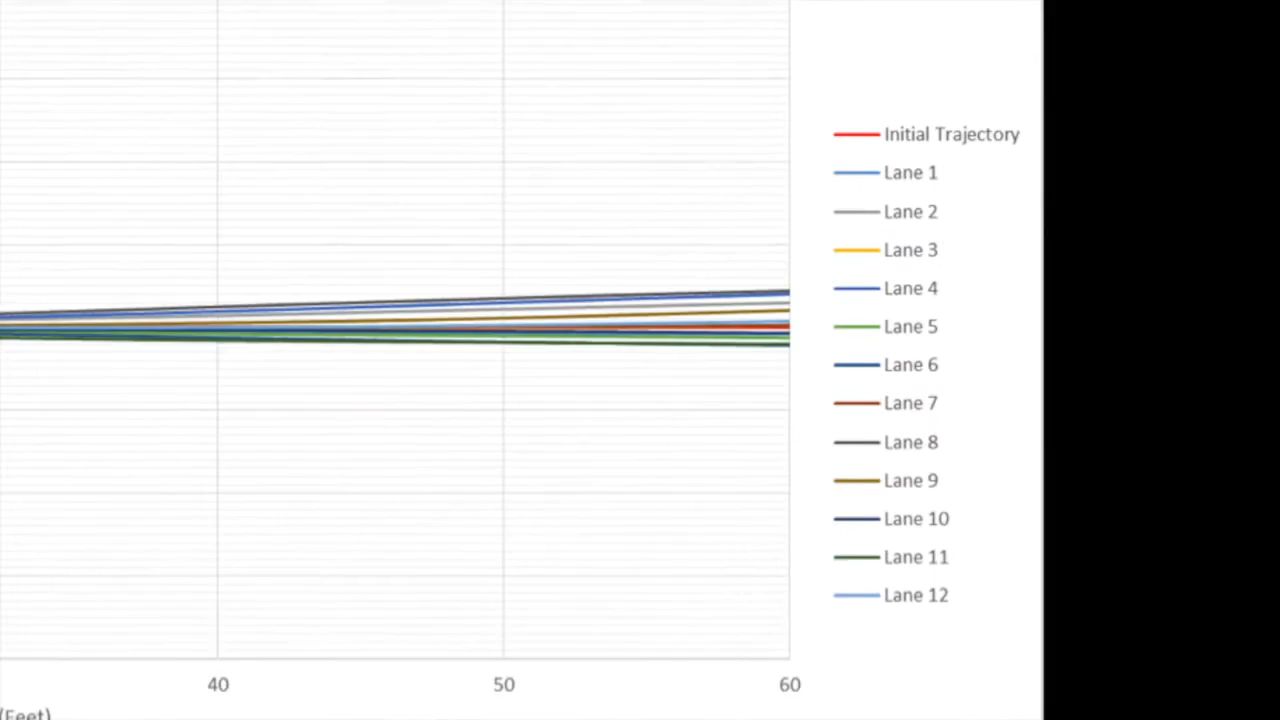 Initial Trajectory
Lane 1
Lane 2
Lane 3
Lane 4
Lane 5
Lane 6
Lane 7
Lane 8
Lane 9
Lane 10
Lane 11
Lane 12
40 50 60
(Feet)